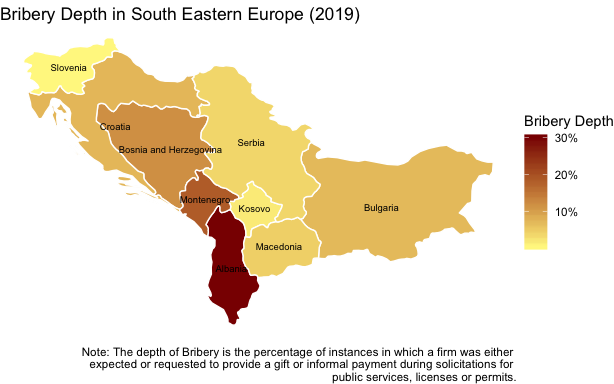 Bribery Depth in South Eastern Europe (2019)
Slovenia
Croatia
Bosnia and Herzegovina
Serbia
Montenegro
Kosovo
Bulgaria
Macedonia
Albania
Bribery Depth
30%
20%
10%
Note: The depth of Bribery is the percentage of instances in which a firm was either
expected or requested to provide a gift or informal payment during solicitations for
public services, licenses or permits.